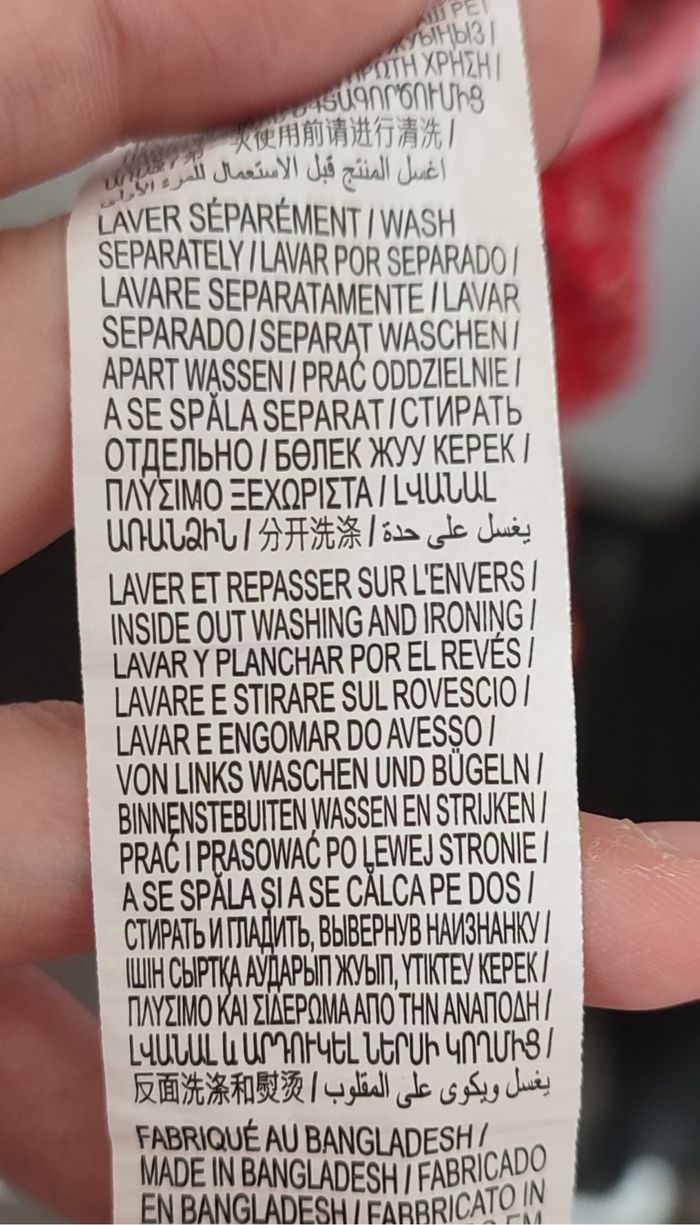 ХРНΣΗ /
使用前请进行清洗 /
اغسل المنتج قبل الاستعمال للمرة الأولى
LAVER SÉPARÉMENT / WASH
SEPARATELY / LAVAR POR SEPARADO /
LAVARE SEPARATAMENTE / LAVAR
SEPARADO / SEPARAT WASCHEN /
APART WASSEN / PRAĆ ODDZIELNIE /
A SE SPĂLA SEPARAT / СТИРАТЬ
ОТДЕЛЬНО / БӨЛЕК ЖУУ КЕРЕК /
ΠΛΥΣΙΜΟ ΞΕΧΩΡΙΣΤΑ / ԼՎԱՆԱԼ
ԱՌԱՆՁԻՆ / 分开洗涤 / يغسل على حدة
LAVER ET REPASSER SUR L'ENVERS /
INSIDE OUT WASHING AND IRONING /
LAVAR Y PLANCHAR POR EL REVÉS /
LAVARE E STIRARE SUL ROVESCIO /
LAVAR E ENGOMAR DO AVESSO /
VON LINKS WASCHEN UND BÜGELN /
BINNENSTEBUITEN WASSEN EN STRIJKEN /
PRAĆ I PRASOWAĆ PO LEWEJ STRONIE /
A SE SPĂLA ȘI A SE CĂLCA PE DOS /
СТИРАТЬ И ГЛАДИТЬ, ВЫВЕРНУВ НАИЗНАНКУ /
ІШІН СЫРТҚА АУДАРЫП ЖУЫП, ҮТІКТЕУ КЕРЕК /
ΠΛΥΣΙΜΟ ΚΑΙ ΣΙΔΕΡΩΜΑ ΑΠΟ ΤΗΝ ΑΝΑΠΟΔΗ /
ԼՎԱՆԱԼ և ԱՐԴՈՒԿԵԼ ՆԵՐՍԻ ԿՈՂՄԻՑ /
反面洗涤和熨烫 / يغسل ويكوى على المقلوب
FABRIQUÉ AU BANGLADESH /
MADE IN BANGLADESH / FABRICADO
EN BANGLADESH / FABBRICATO IN